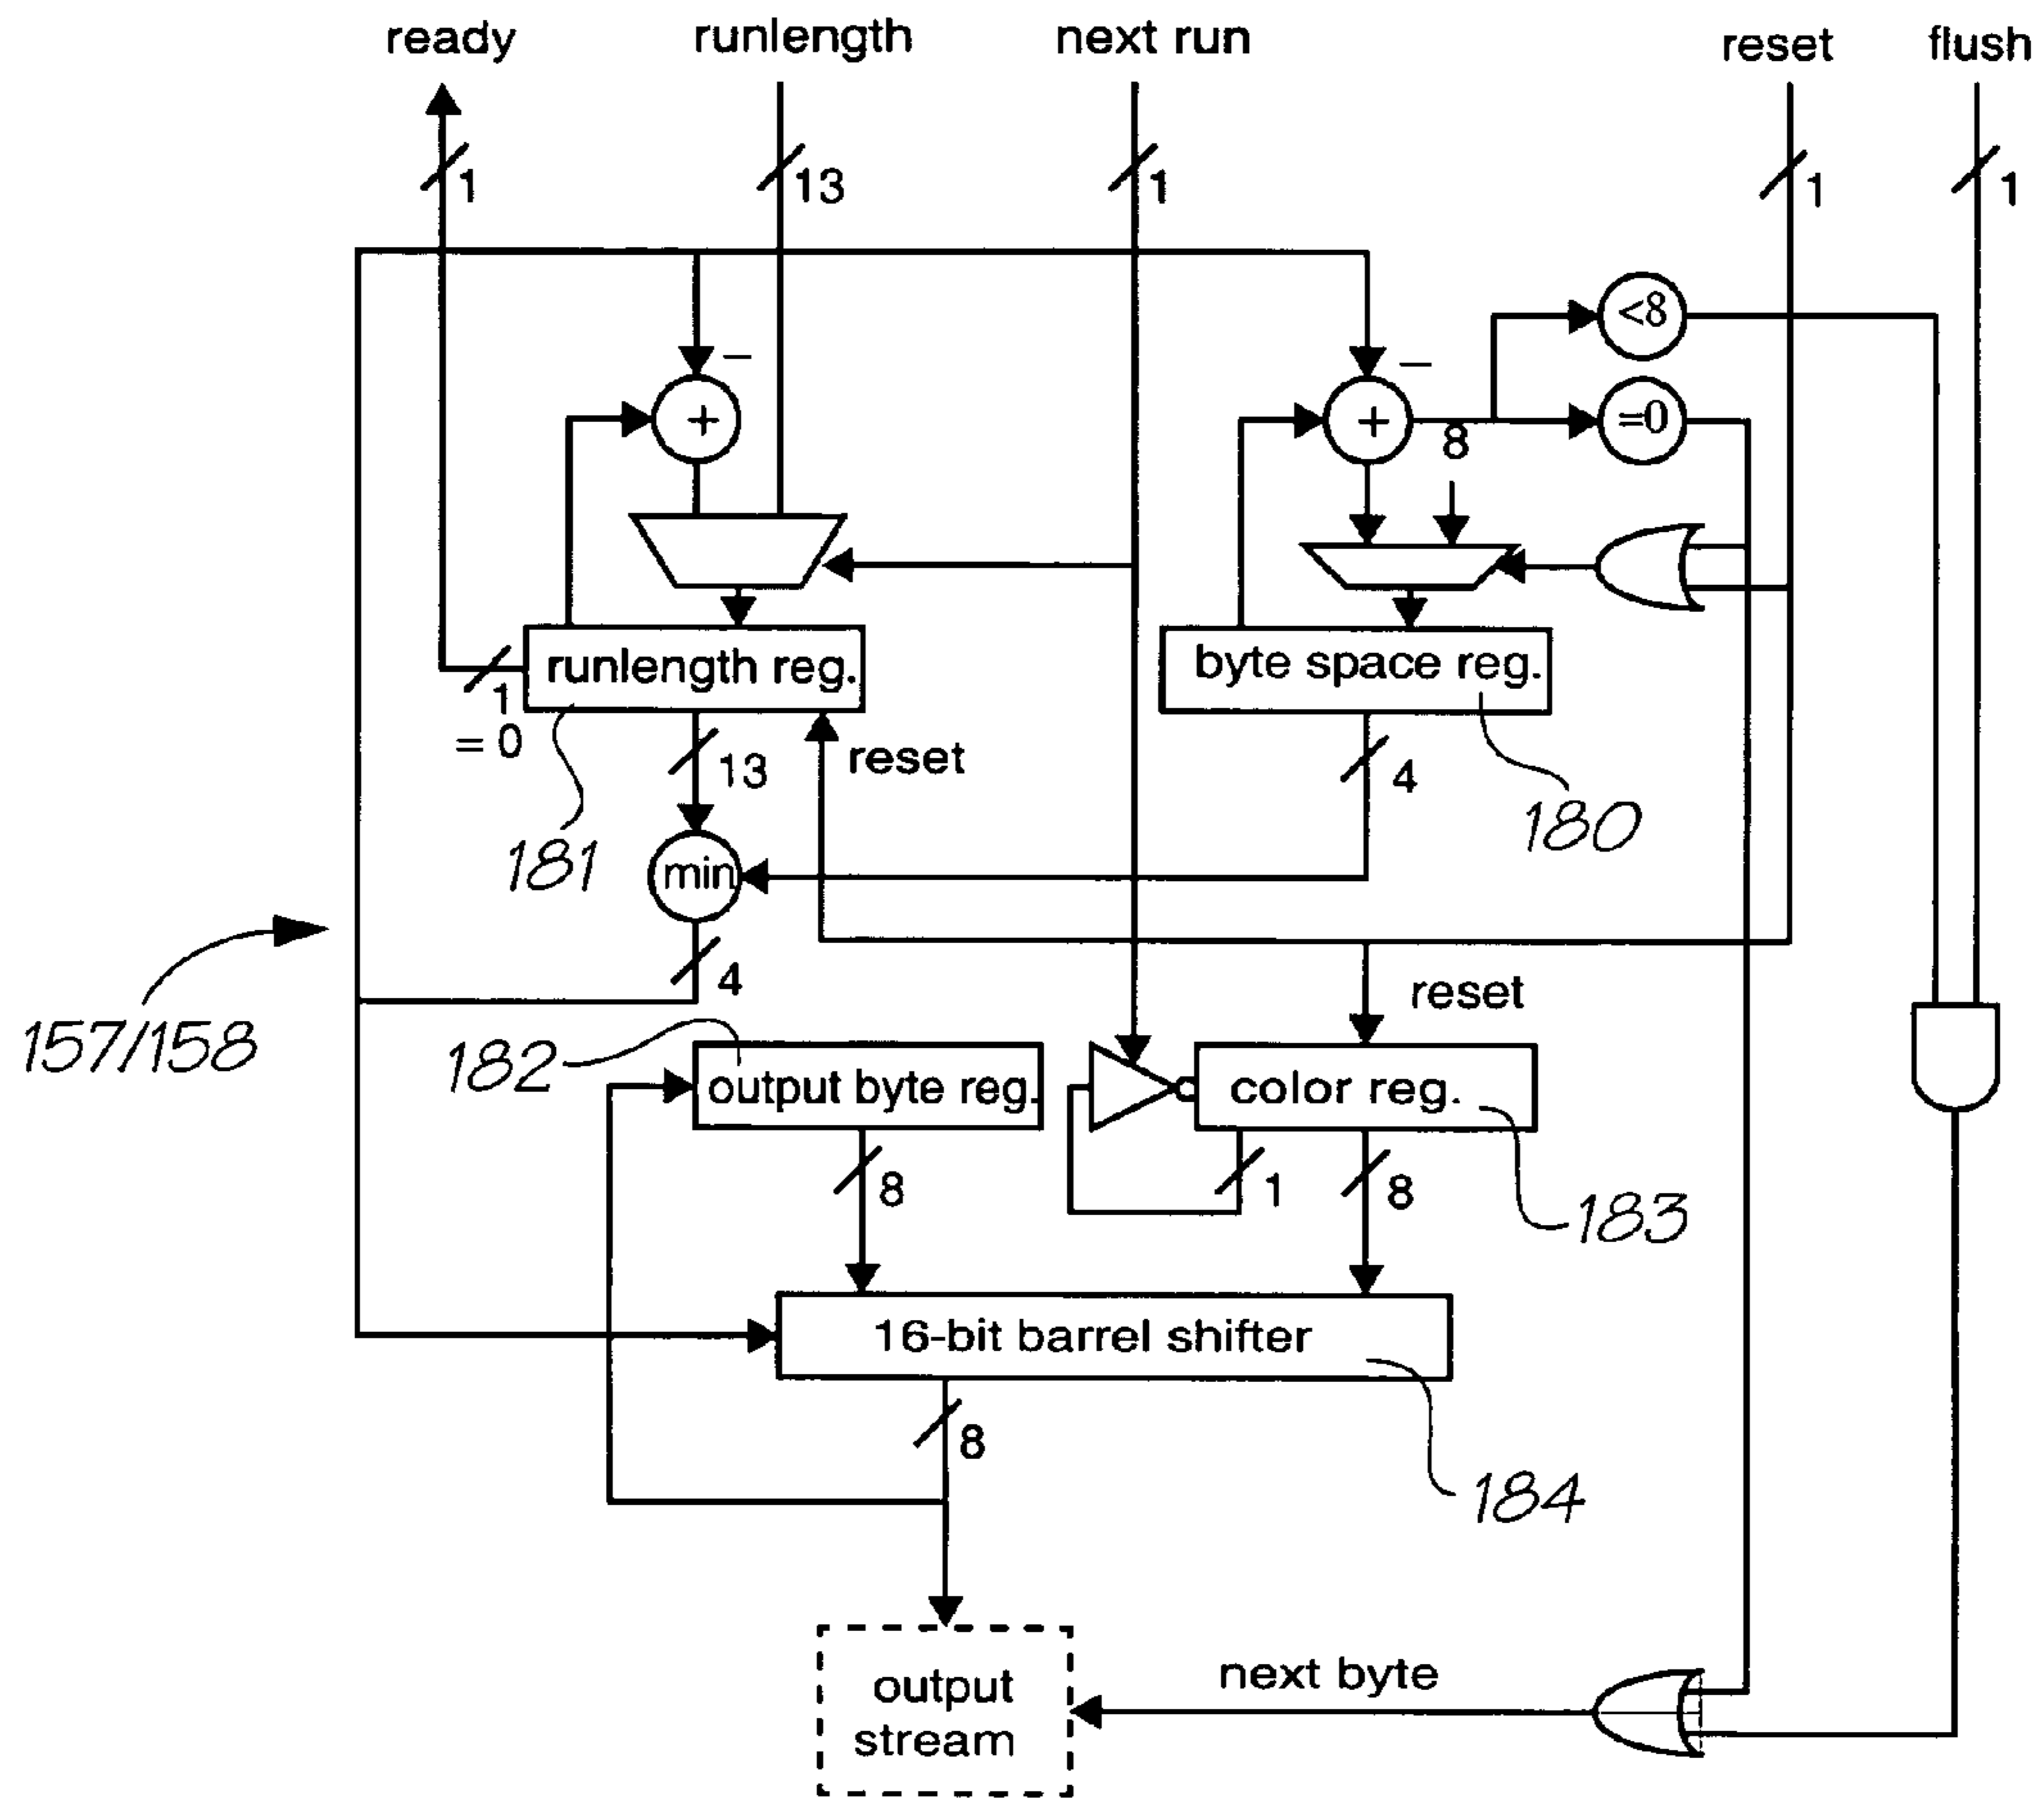 ready
runlength
next run
reset
flush
1
13
1
1
1
<8
–
–
+
+
8
=0
runlength reg.
byte space reg.
1
= 0
13
reset
4
180
181
min
4
reset
157/158
182
output byte reg.
color reg.
8
1
8
183
16-bit barrel shifter
8
184
output
stream
next byte